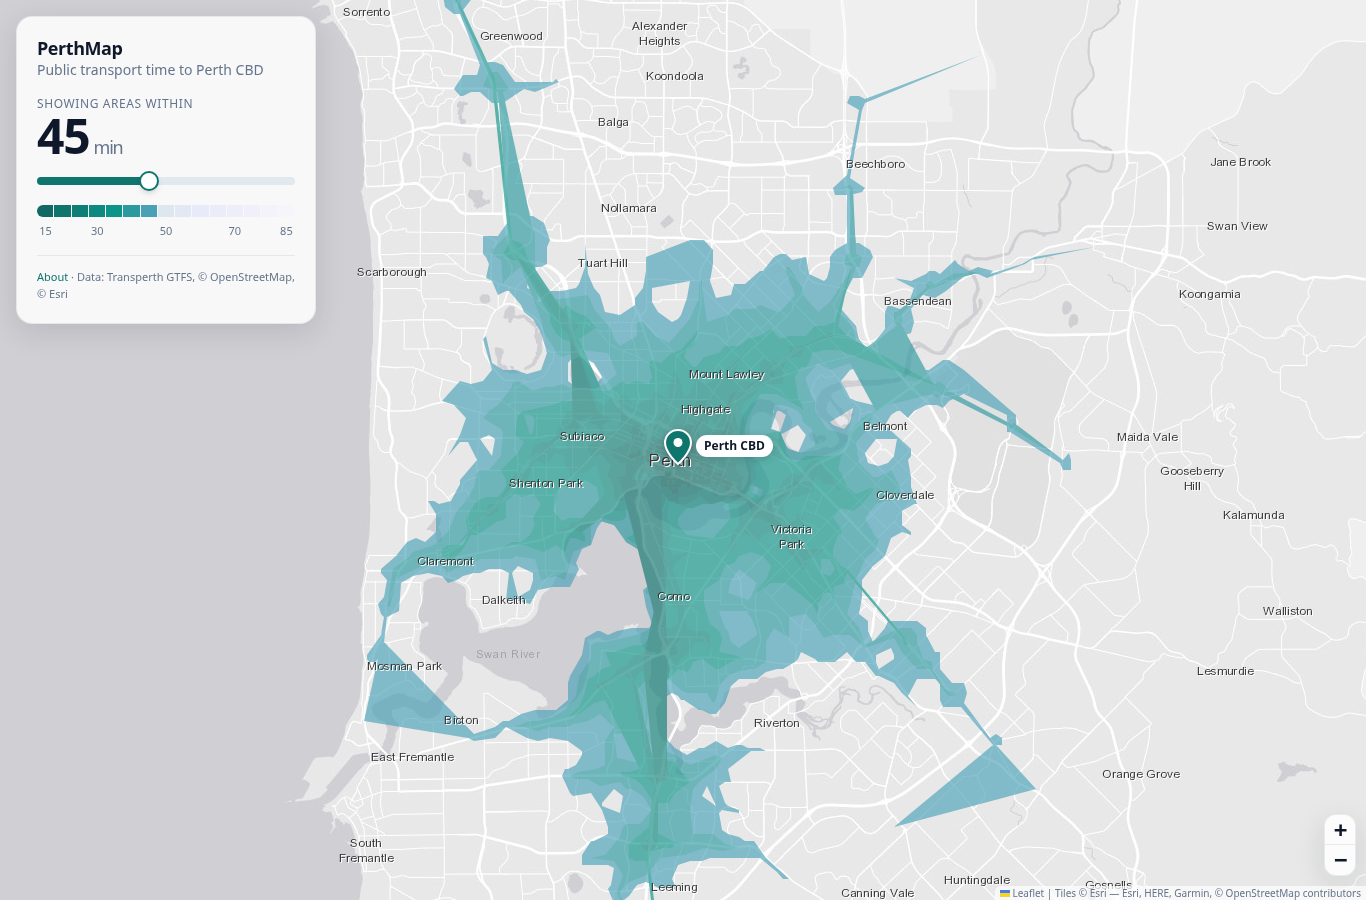 PerthMap
Public transport time to Perth CBD
SHOWING AREAS WITHIN
45 min
15 30 50 70 85
About · Data: Transperth GTFS, © OpenStreetMap,
© Esri
Sorrento
Greenwood
Alexander
Heights
Koondoola
Balga
Beechboro
Jane Brook
Nollamara
Swan View
Scarborough
Tuart Hill
Bassendean
Koongamia
Mount Lawley
Highgate
Subiaco
Belmont
Maida Vale
Perth CBD
Perth
Gooseberry
Hill
Shenton Park
Cloverdale
Kalamunda
Victoria
Park
Claremont
Dalkeith
Como
Walliston
Swan River
Mosman Park
Lesmurdie
Bicton
Riverton
East Fremantle
Orange Grove
South
Fremantle
Leeming
Canning Vale
Huntingdale
Gosnells
+
−
Leaflet | Tiles © Esri — Esri, HERE, Garmin, © OpenStreetMap contributors